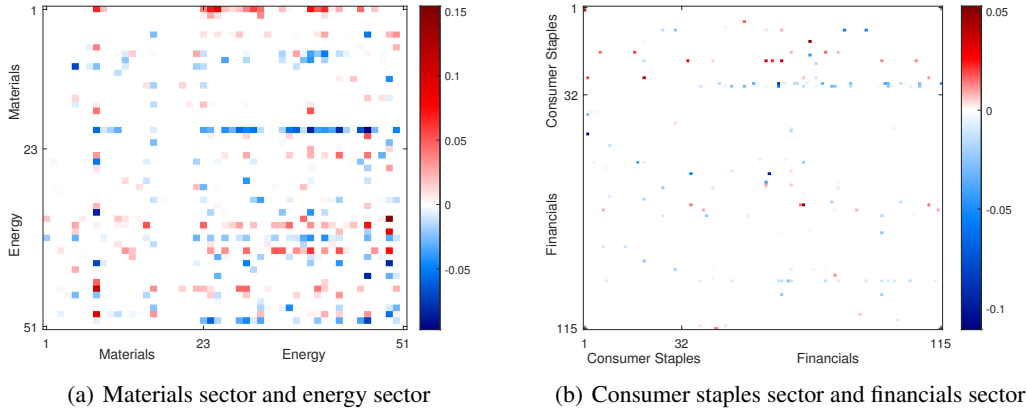 1
Materials
23
Energy
51
1
23
51
Materials
Energy
0.15
0.1
0.05
0
-0.05
(a) Materials sector and energy sector
1
Consumer Staples
32
Financials
115
1
32
115
Consumer Staples
Financials
0.05
0
-0.05
-0.1
(b) Consumer staples sector and financials sector